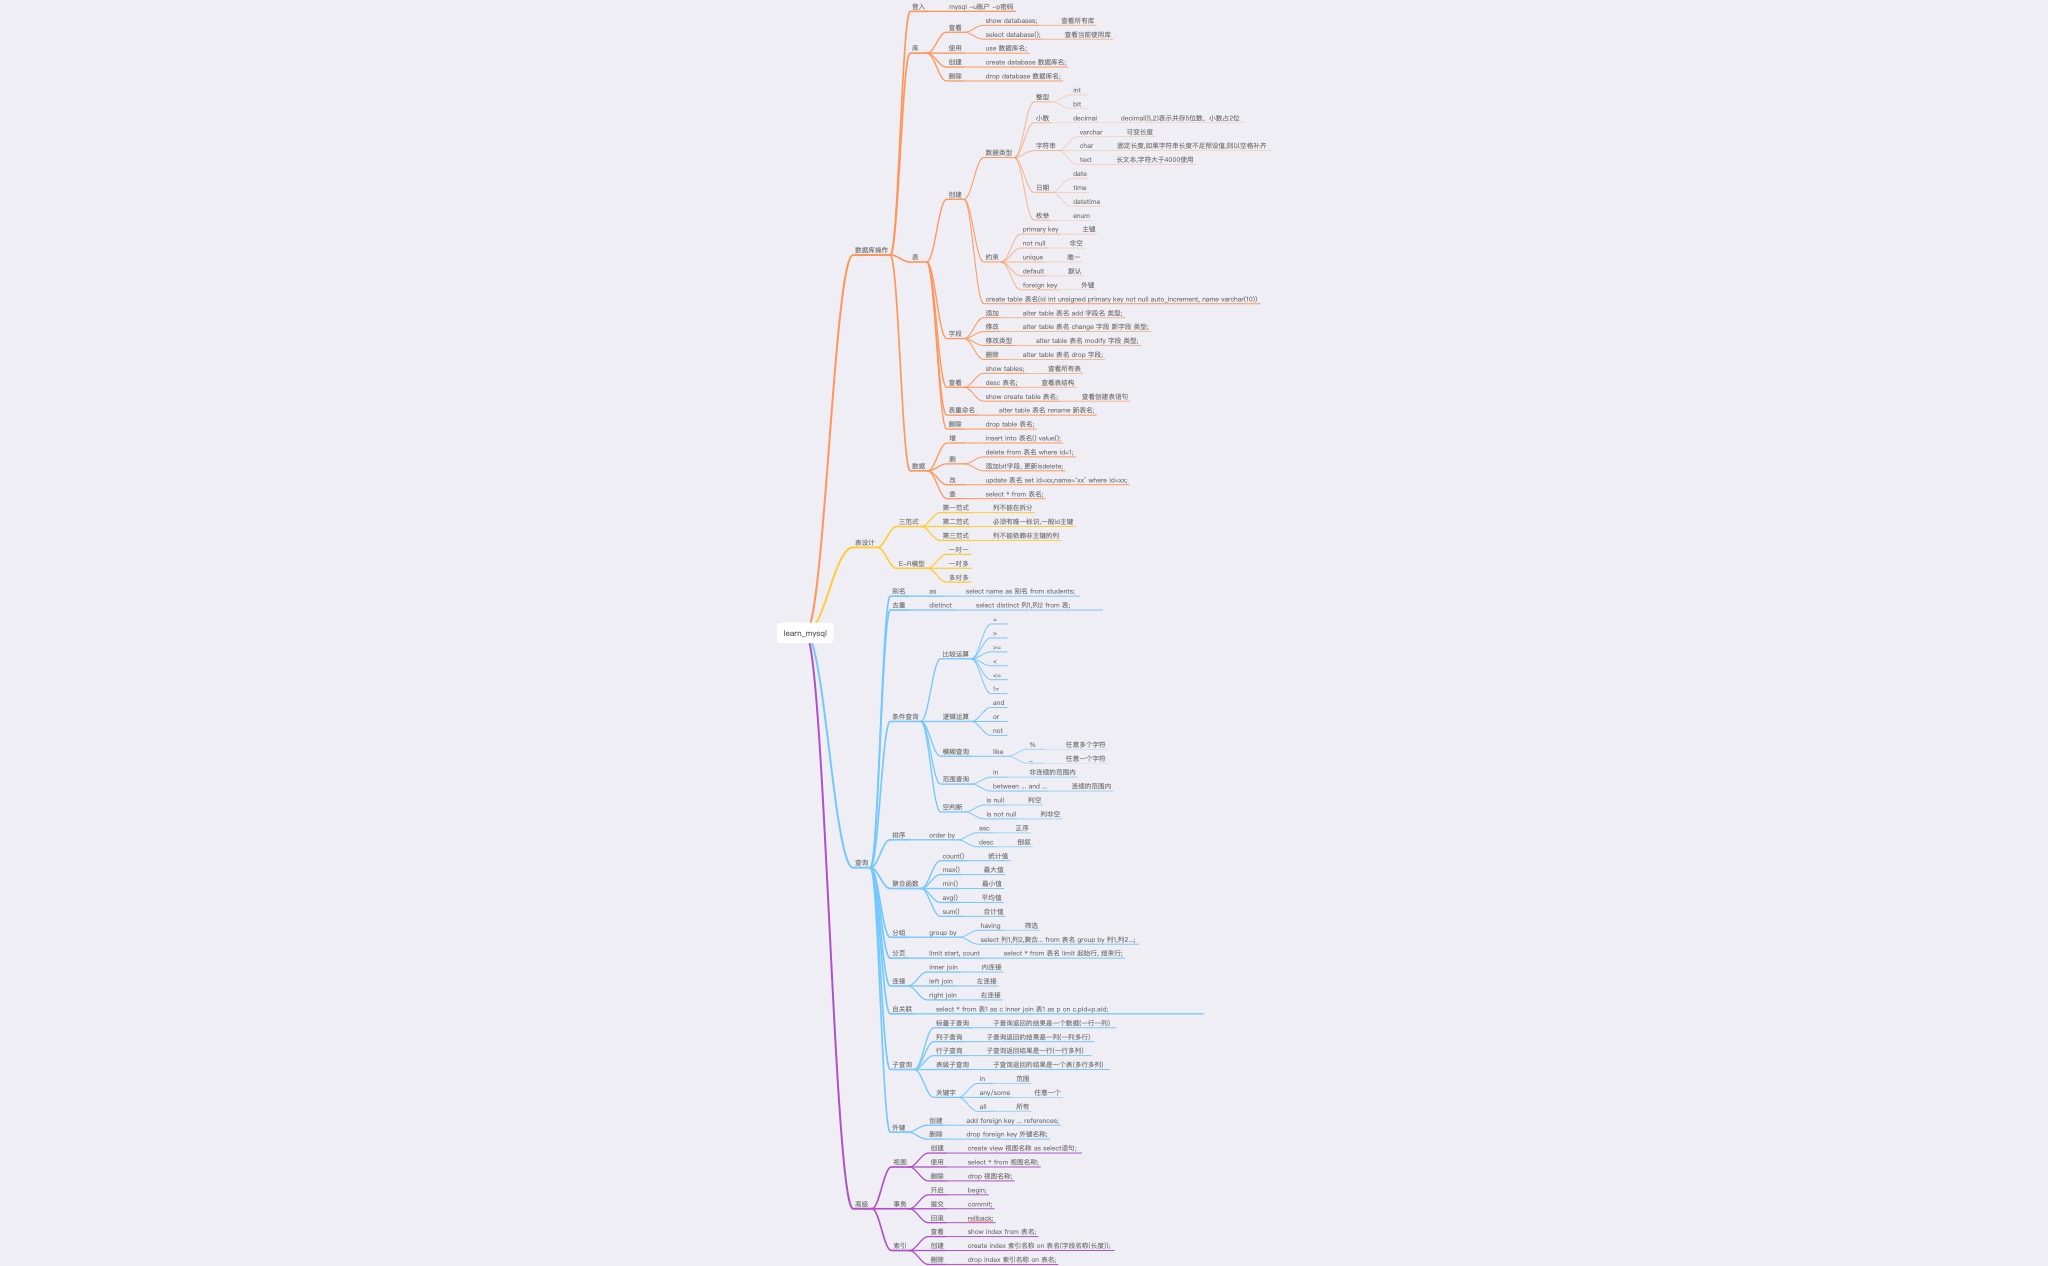 登入 mysql -u账户 -p密码
show databases; 查看所有库
查看
select database(); 查看当前使用库
库 使用 use 数据库名;
创建 create database 数据库名;
删除 drop database 数据库名;
int
整型
bit
小数 decimal decimal(5,2)表示共存5位数，小数占2位
varchar 可变长度
字符串 char 固定长度,如果字符串长度不足预设值,则以空格补齐
数据类型
text 长文本,字符大于4000使用
date
日期 time
创建
datetime
枚举 enum
primary key 主键
not null 非空
数据库操作
约束 unique 唯一
表
default 默认
foreign key 外键
create table 表名(id int unsigned primary key not null auto_increment, name varchar(10))
添加 alter table 表名 add 字段名 类型;
修改 alter table 表名 change 字段 新字段 类型;
字段
修改类型 alter table 表名 modify 字段 类型;
删除 alter table 表名 drop 字段;
show tables; 查看所有表
查看 desc 表名; 查看表结构
show create table 表名; 查看创建表语句
表重命名 alter table 表名 rename 新表名;
删除 drop table 表名;
增 insert into 表名() value();
delete from 表名 where id=1;
删
数据 添加bit字段, 更新isdelete;
改 update 表名 set id=xx,name='xx' where id=xx;
查 select * from 表名;
第一范式 列不能在拆分
三范式 第二范式 必须有唯一标识,一般id主键
第三范式 列不能依赖非主键的列
表设计
一对一
E-R模型 一对多
多对多
别名 as select name as 别名 from students;
去重 distinct select distinct 列1,列2 from 表;
=
learn_mysql
>
>=
比较运算
<
<=
!=
and
条件查询 逻辑运算 or
not
% 任意多个字符
模糊查询 like
_ 任意一个字符
in 非连续的范围内
范围查询
between ... and ... 连续的范围内
is null 判空
空判断
is not null 判非空
asc 正序
排序 order by
desc 倒叙
count() 统计值
查询
max() 最大值
聚合函数 min() 最小值
avg() 平均值
sum() 合计值
having 筛选
分组 group by
select 列1,列2,聚合... from 表名 group by 列1,列2...;
分页 limit start, count select * from 表名 limit 起始行, 结束行;
inner join 内连接
连接 left join 左连接
right join 右连接
自关联 select * from 表1 as c inner join 表1 as p on c.pid=p.aid;
标量子查询 子查询返回的结果是一个数据(一行一列)
列子查询 子查询返回的结果是一列(一列多行)
行子查询 子查询返回结果是一行(一行多列)
子查询 表级子查询 子查询返回的结果是一个表(多行多列)
in 范围
关键字 any/some 任意一个
all 所有
创建 add foreign key ... references;
外键
删除 drop foreign key 外键名称;
创建 create view 视图名称 as select语句;
视图 使用 select * from 视图名称;
删除 drop 视图名称;
开启 begin;
高级 事务 提交 commit;
回滚 rellback;
查看 show index from 表名;
索引 创建 create index 索引名称 on 表名(字段名称(长度));
删除 drop index 索引名称 on 表名;